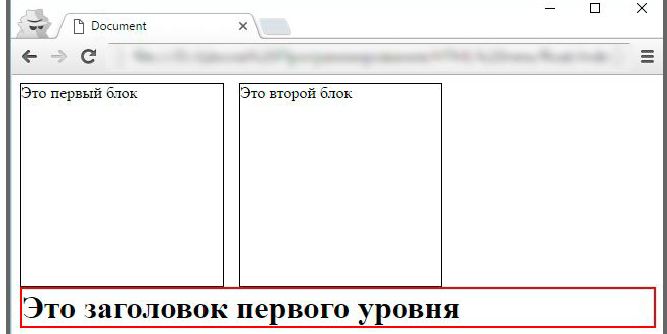 Document
Это первый блок
Это второй блок
Это заголовок первого уровня